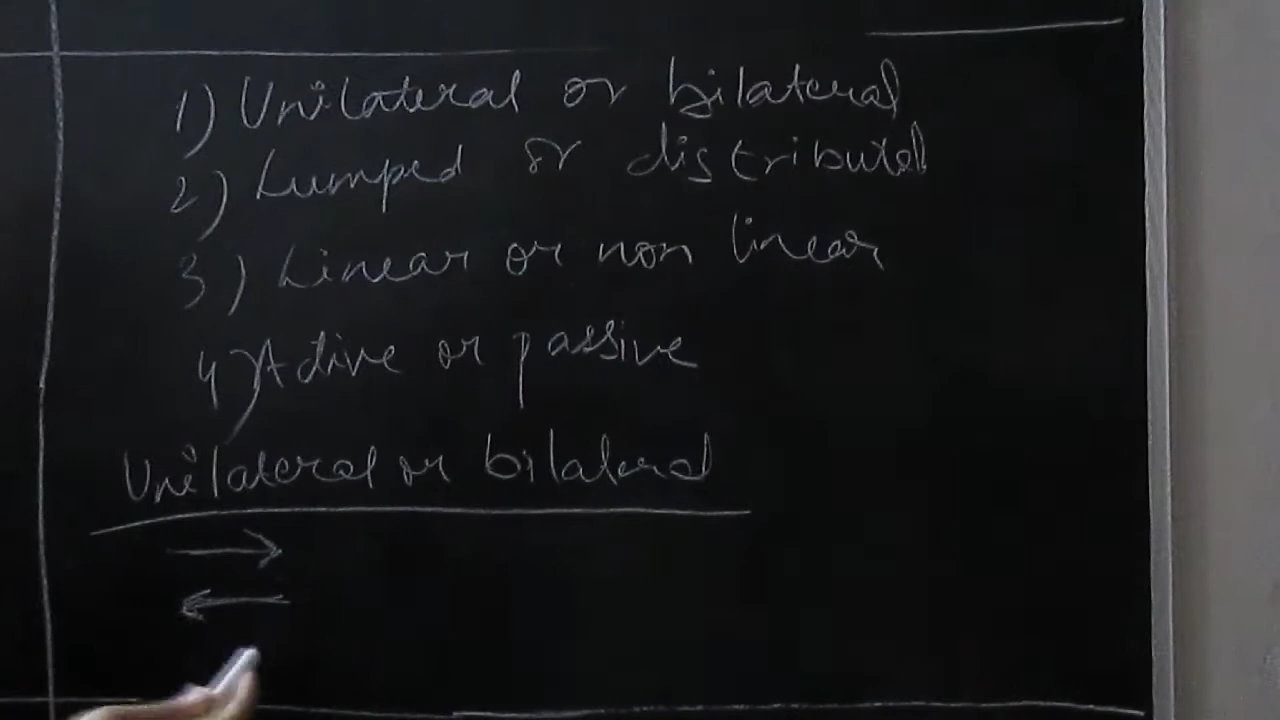 1) Unilateral or bilateral
2) Lumped or distributed
3) Linear or non linear
4) Active or passive
Unilateral or bilateral